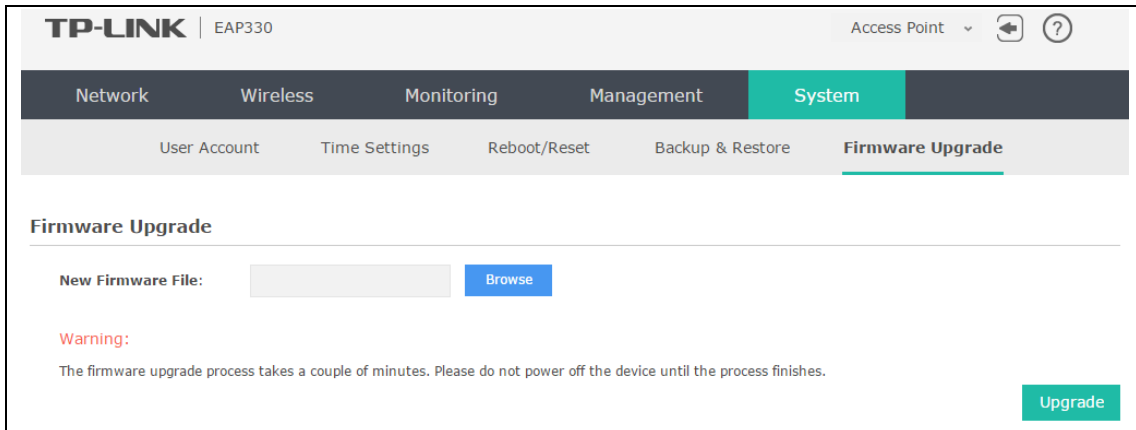 TP-LINK | EAP330 Access Point ?
Network Wireless Monitoring Management System
User Account Time Settings Reboot/Reset Backup & Restore Firmware Upgrade
Firmware Upgrade
New Firmware File: Browse
Warning:
The firmware upgrade process takes a couple of minutes. Please do not power off the device until the process finishes.
Upgrade